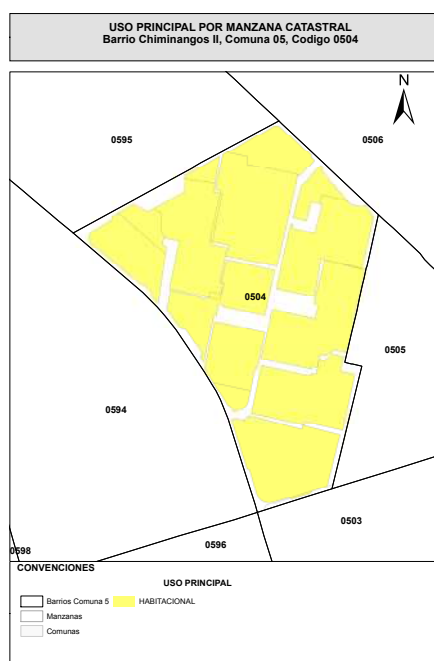 USO PRINCIPAL POR MANZANA CATASTRAL
Barrio Chiminangos II, Comuna 05, Codigo 0504
N
0595
0506
0504
0505
0594
0503
0596
0598
CONVENCIONES
USO PRINCIPAL
Barrios Comuna 5
HABITACIONAL
Manzanas
Comunas